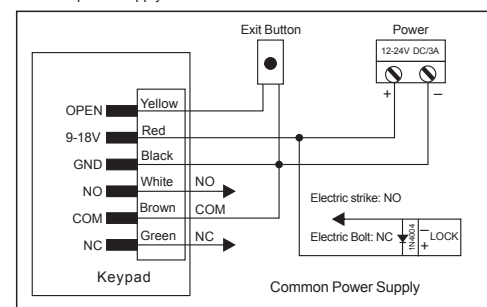 Exit Button
Power
12-24V DC/3A
+ –
OPEN Yellow
9-18V Red
GND Black
NO White NO
COM Brown COM
NC Green NC
Keypad
Electric strike: NO
Electric Bolt: NC
1N4004
–
+
LOCK
Common Power Supply